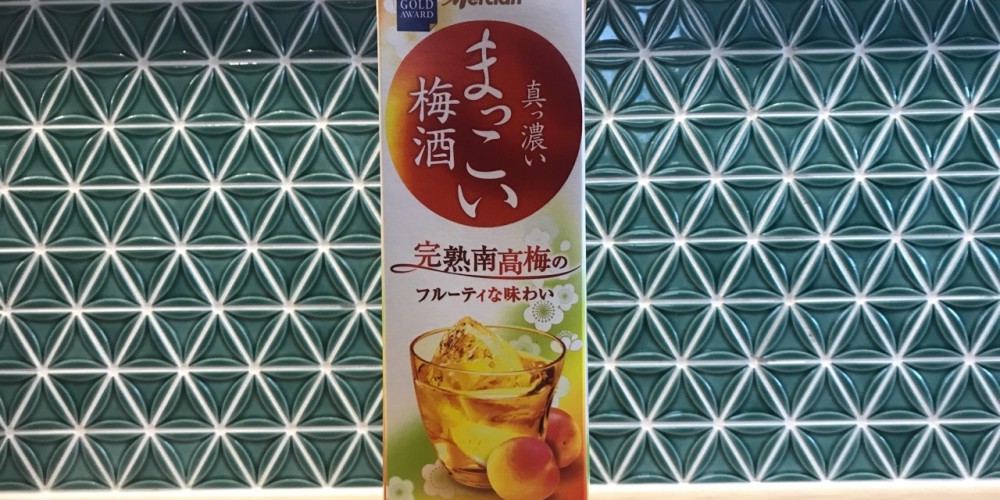 GOLD
AWARD
Mercian
真っ濃い
まっこい
梅酒
完熟南高梅の
フルーティな味わい